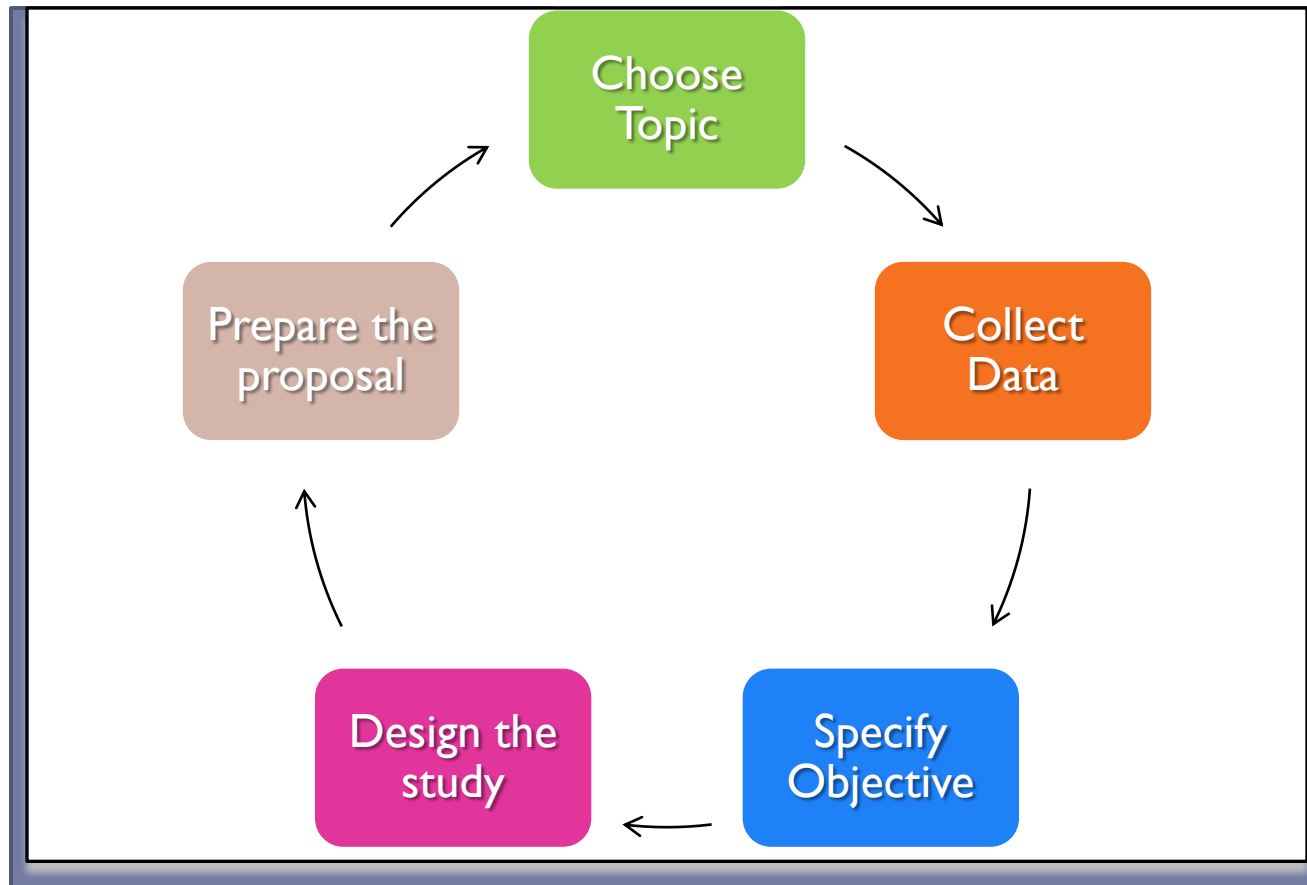 Choose
Topic
Collect
Data
Specify
Objective
Design the
study
Prepare the
proposal